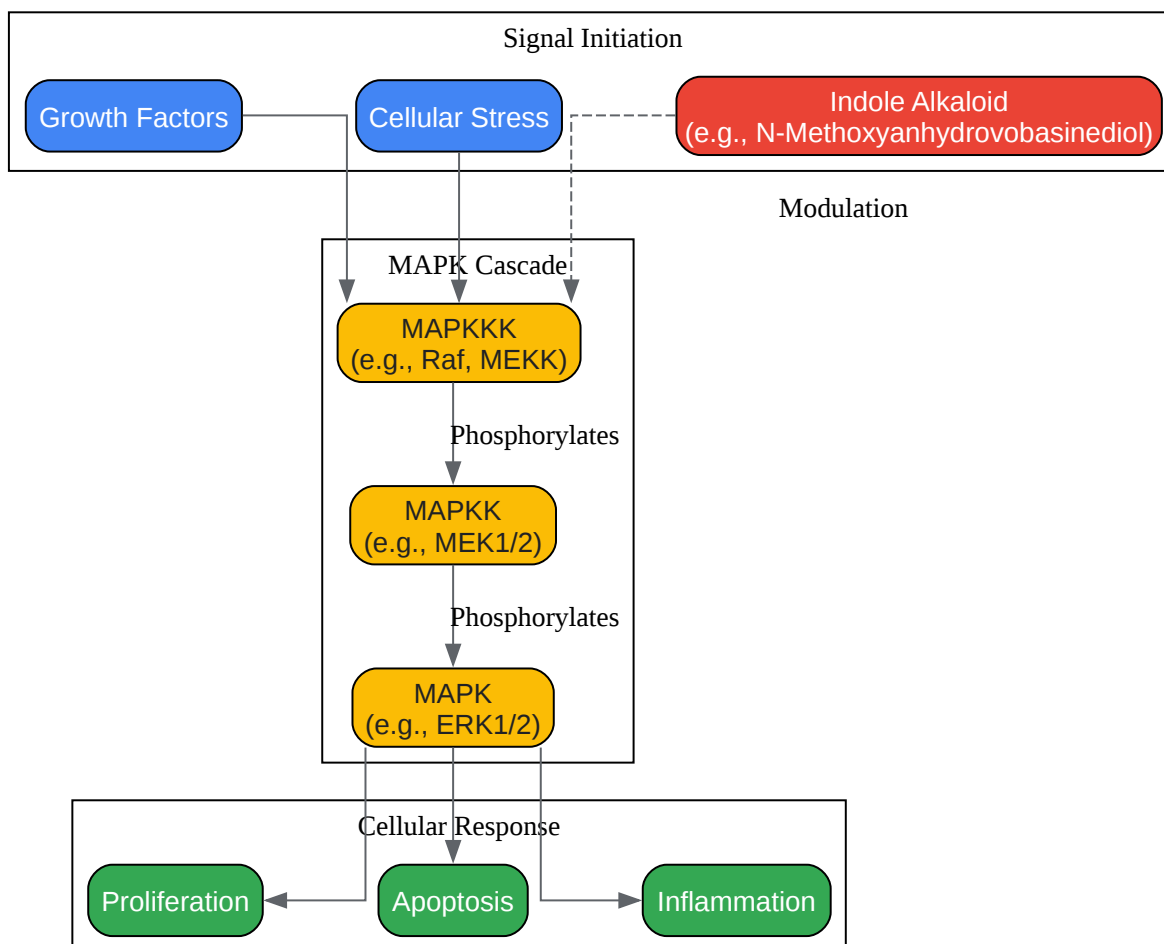 Signal Initiation
Growth Factors
Cellular Stress
Indole Alkaloid
(e.g., N-Methoxyanhydrovobasinediol)
Modulation
MAPK Cascade
MAPKKK
(e.g., Raf, MEKK)
Phosphorylates
MAPKK
(e.g., MEK1/2)
Phosphorylates
MAPK
(e.g., ERK1/2)
Cellular Response
Proliferation
Apoptosis
Inflammation